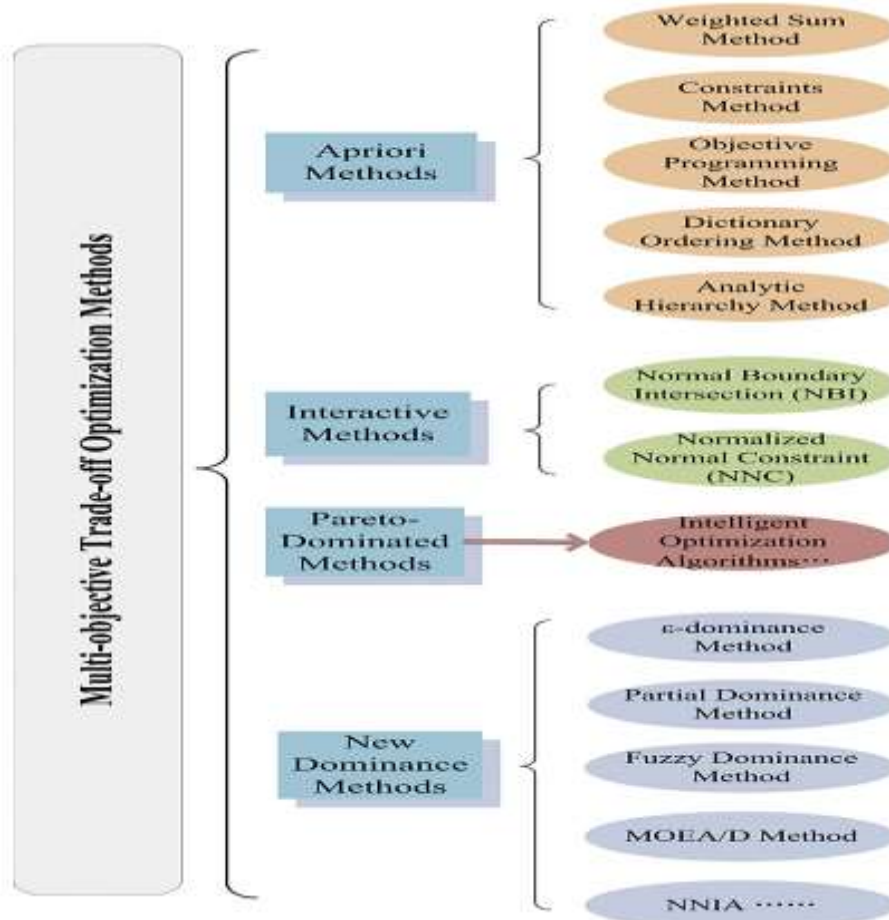 Multi-objective Trade-off Optimization Methods
Apriori
Methods
Weighted Sum
Method
Constraints
Method
Objective
Programming
Method
Dictionary
Ordering Method
Analytic
Hierarchy Method
Interactive
Methods
Normal Boundary
Intersection (NBI)
Normalized
Normal Constraint
(NNC)
Pareto-
Dominated
Methods
Intelligent
Optimization
Algorithms···
New
Dominance
Methods
ε-dominance
Method
Partial Dominance
Method
Fuzzy Dominance
Method
MOEA/D Method
NNIA ······